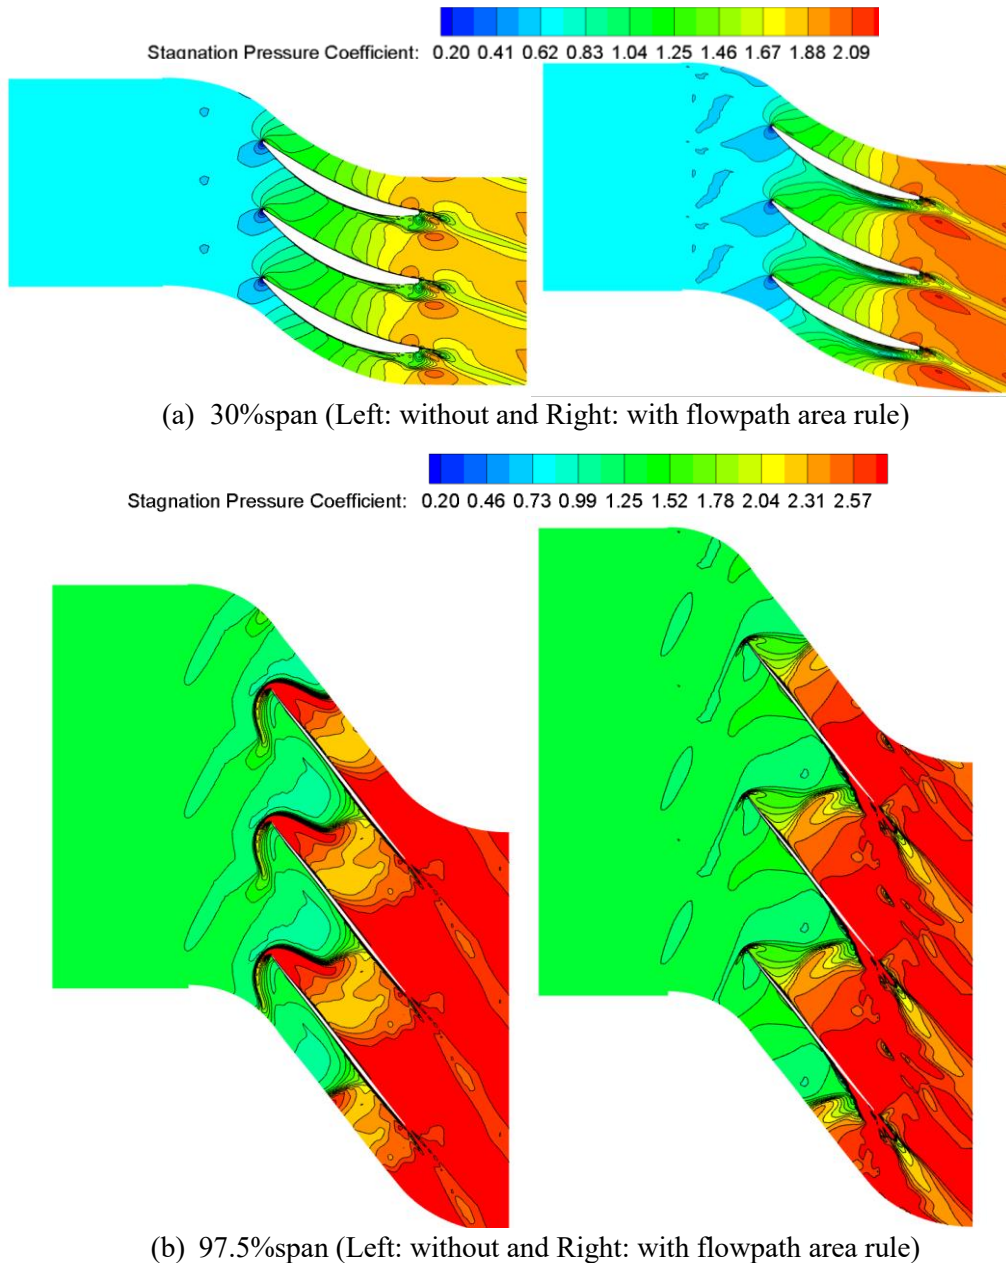 Stagnation Pressure Coefficient: 0.20 0.41 0.62 0.83 1.04 1.25 1.46 1.67 1.88 2.09
(a) 30%span (Left: without and Right: with flowpath area rule)
Stagnation Pressure Coefficient: 0.20 0.46 0.73 0.99 1.25 1.52 1.78 2.04 2.31 2.57
(b) 97.5%span (Left: without and Right: with flowpath area rule)